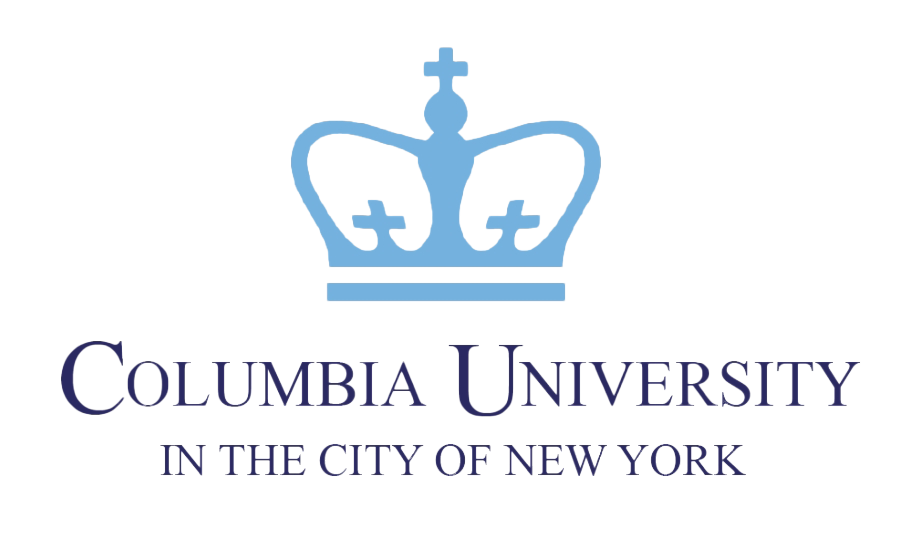 COLUMBIA UNIVERSITY
IN THE CITY OF NEW YORK